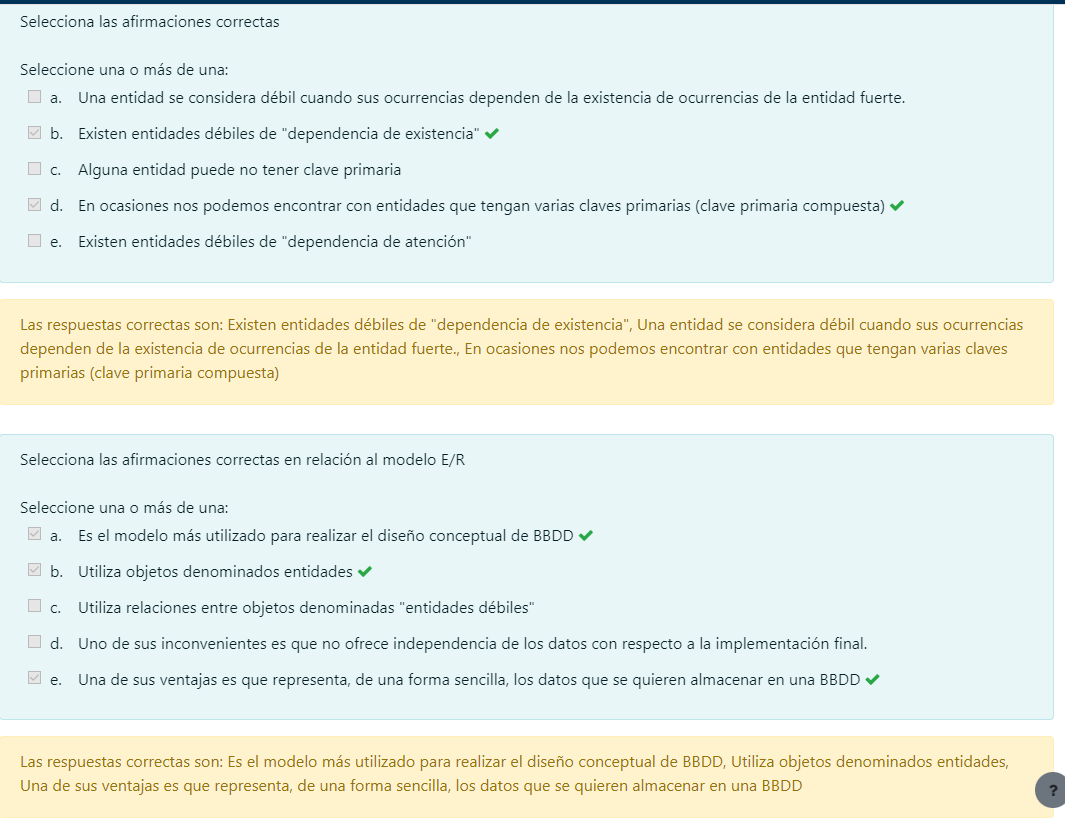 Selecciona las afirmaciones correctas
Seleccione una o más de una:
a. Una entidad se considera débil cuando sus ocurrencias dependen de la existencia de ocurrencias de la entidad fuerte.
b. Existen entidades débiles de "dependencia de existencia"
c. Alguna entidad puede no tener clave primaria
d. En ocasiones nos podemos encontrar con entidades que tengan varias claves primarias (clave primaria compuesta)
e. Existen entidades débiles de "dependencia de atención"
Las respuestas correctas son: Existen entidades débiles de "dependencia de existencia", Una entidad se considera débil cuando sus ocurrencias
dependen de la existencia de ocurrencias de la entidad fuerte., En ocasiones nos podemos encontrar con entidades que tengan varias claves
primarias (clave primaria compuesta)
Selecciona las afirmaciones correctas en relación al modelo E/R
Seleccione una o más de una:
a. Es el modelo más utilizado para realizar el diseño conceptual de BBDD
b. Utiliza objetos denominados entidades
c. Utiliza relaciones entre objetos denominadas "entidades débiles"
d. Uno de sus inconvenientes es que no ofrece independencia de los datos con respecto a la implementación final.
e. Una de sus ventajas es que representa, de una forma sencilla, los datos que se quieren almacenar en una BBDD
Las respuestas correctas son: Es el modelo más utilizado para realizar el diseño conceptual de BBDD, Utiliza objetos denominados entidades,
Una de sus ventajas es que representa, de una forma sencilla, los datos que se quieren almacenar en una BBDD
?